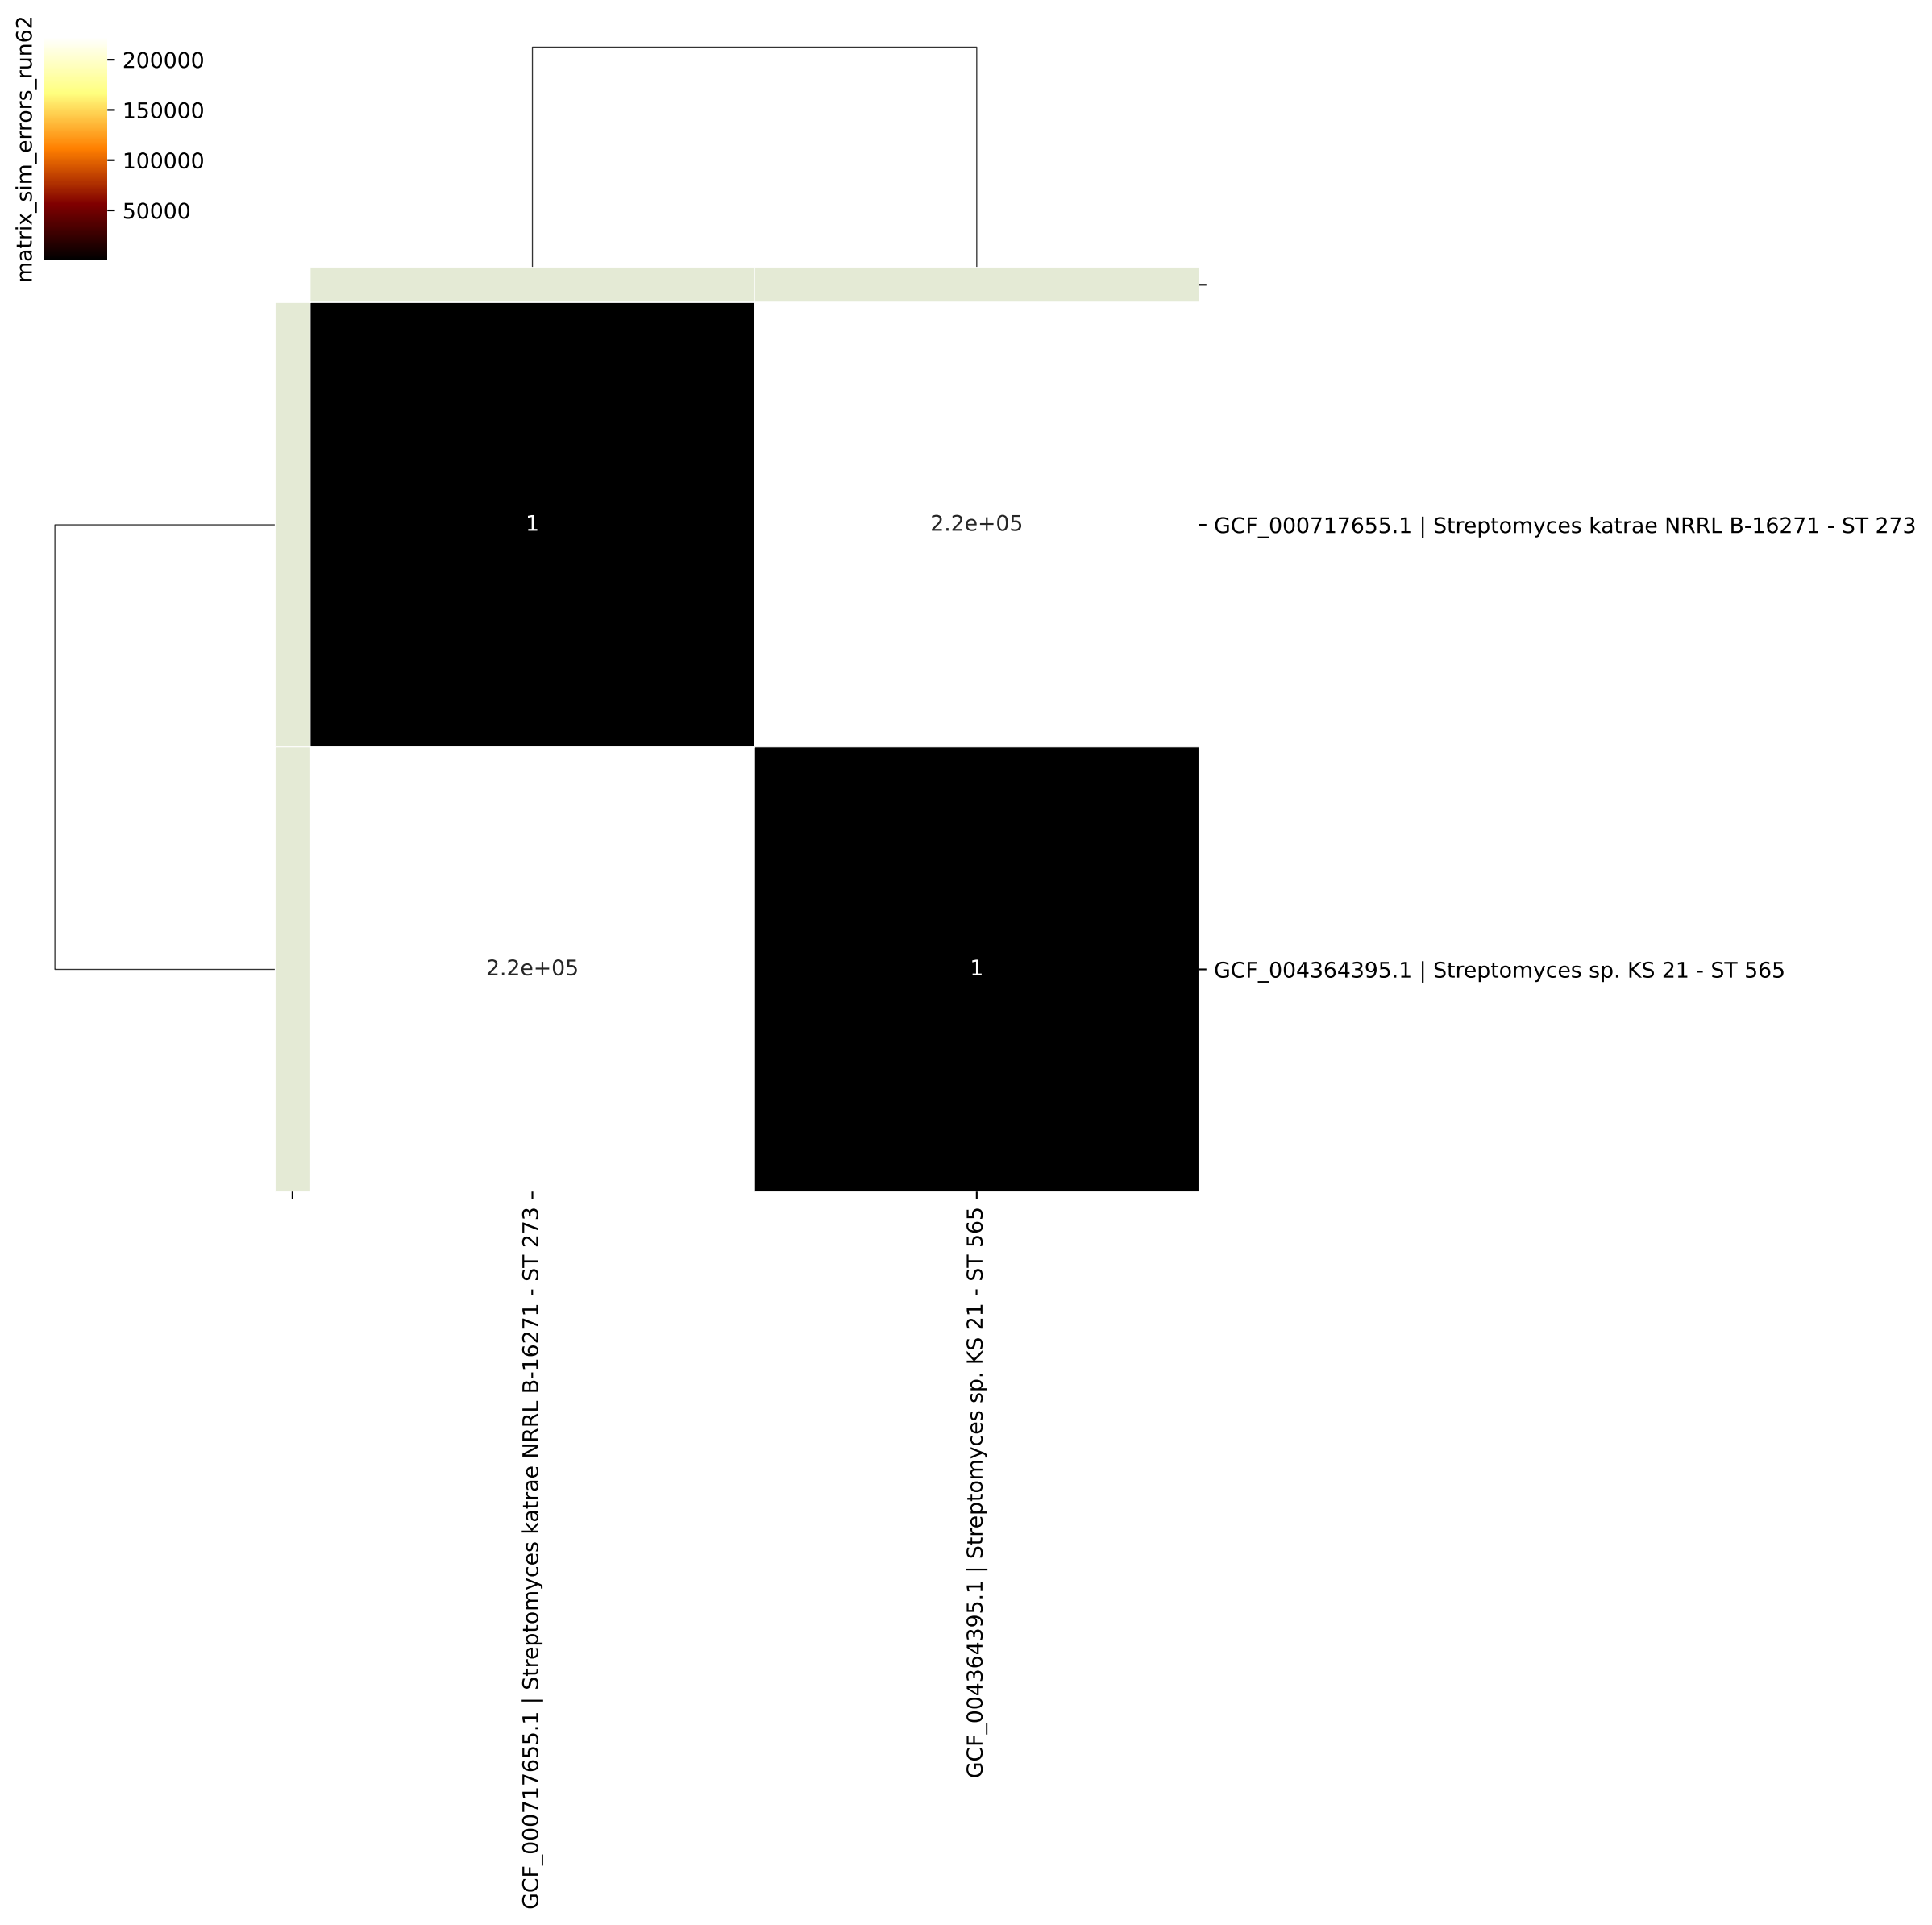 matrix_sim_errors_run62
200000
150000
100000
50000
1
2.2e+05
GCF_000717655.1 | Streptomyces katrae NRRL B-16271 - ST 273
2.2e+05
1
GCF_004364395.1 | Streptomyces sp. KS 21 - ST 565
GCF_000717655.1 | Streptomyces katrae NRRL B-16271 - ST 273
GCF_004364395.1 | Streptomyces sp. KS 21 - ST 565